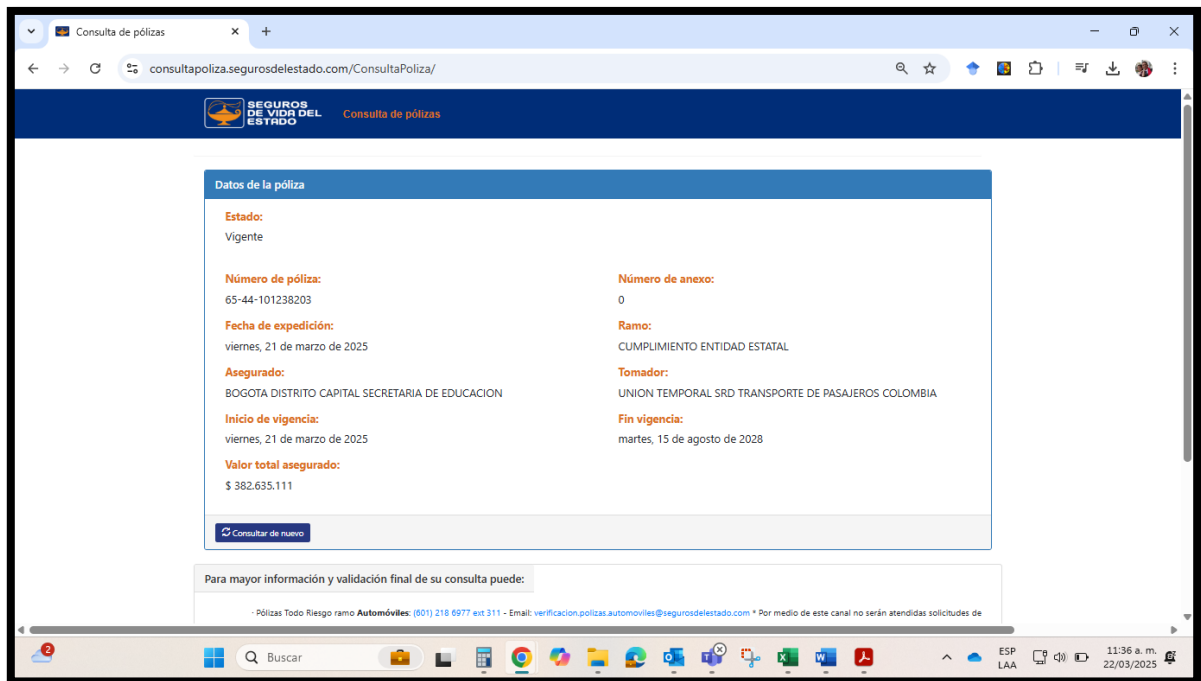 Consulta de pólizas
consultapoliza.segurosdelestado.com/ConsultaPoliza/
SEGUROS
DE VIDA DEL
ESTADO
Consulta de pólizas
Datos de la póliza
Estado:
Vigente
Número de póliza: Número de anexo:
65-44-101238203 0
Fecha de expedición: Ramo:
viernes, 21 de marzo de 2025 CUMPLIMIENTO ENTIDAD ESTATAL
Asegurado: Tomador:
BOGOTA DISTRITO CAPITAL SECRETARIA DE EDUCACION UNION TEMPORAL SRD TRANSPORTE DE PASAJEROS COLOMBIA
Inicio de vigencia: Fin vigencia:
viernes, 21 de marzo de 2025 martes, 15 de agosto de 2028
Valor total asegurado:
$ 382.635.111
Consultar de nuevo
Para mayor información y validación final de su consulta puede:
· Pólizas Todo Riesgo ramo Automóviles: (601) 218 6977 ext 311 - Email: verificacion.polizas.automoviles@segurosdelestado.com * Por medio de este canal no serán atendidas solicitudes de
2
Buscar
ESP
LAA
11:36 a. m.
22/03/2025